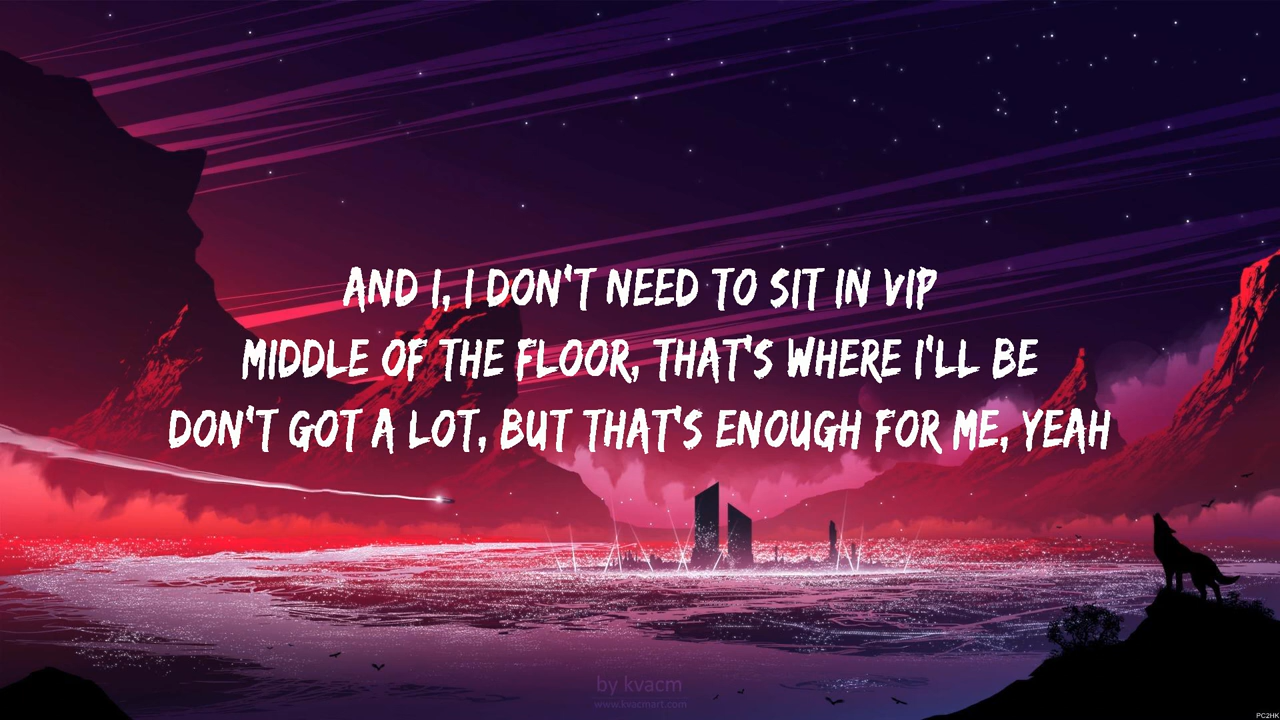 AND I, I DON'T NEED TO SIT IN VIP
MIDDLE OF THE FLOOR, THAT'S WHERE I'LL BE
DON'T GOT A LOT, BUT THAT'S ENOUGH FOR ME, YEAH
by kvacm
www.kvacmart.com
PC2HK